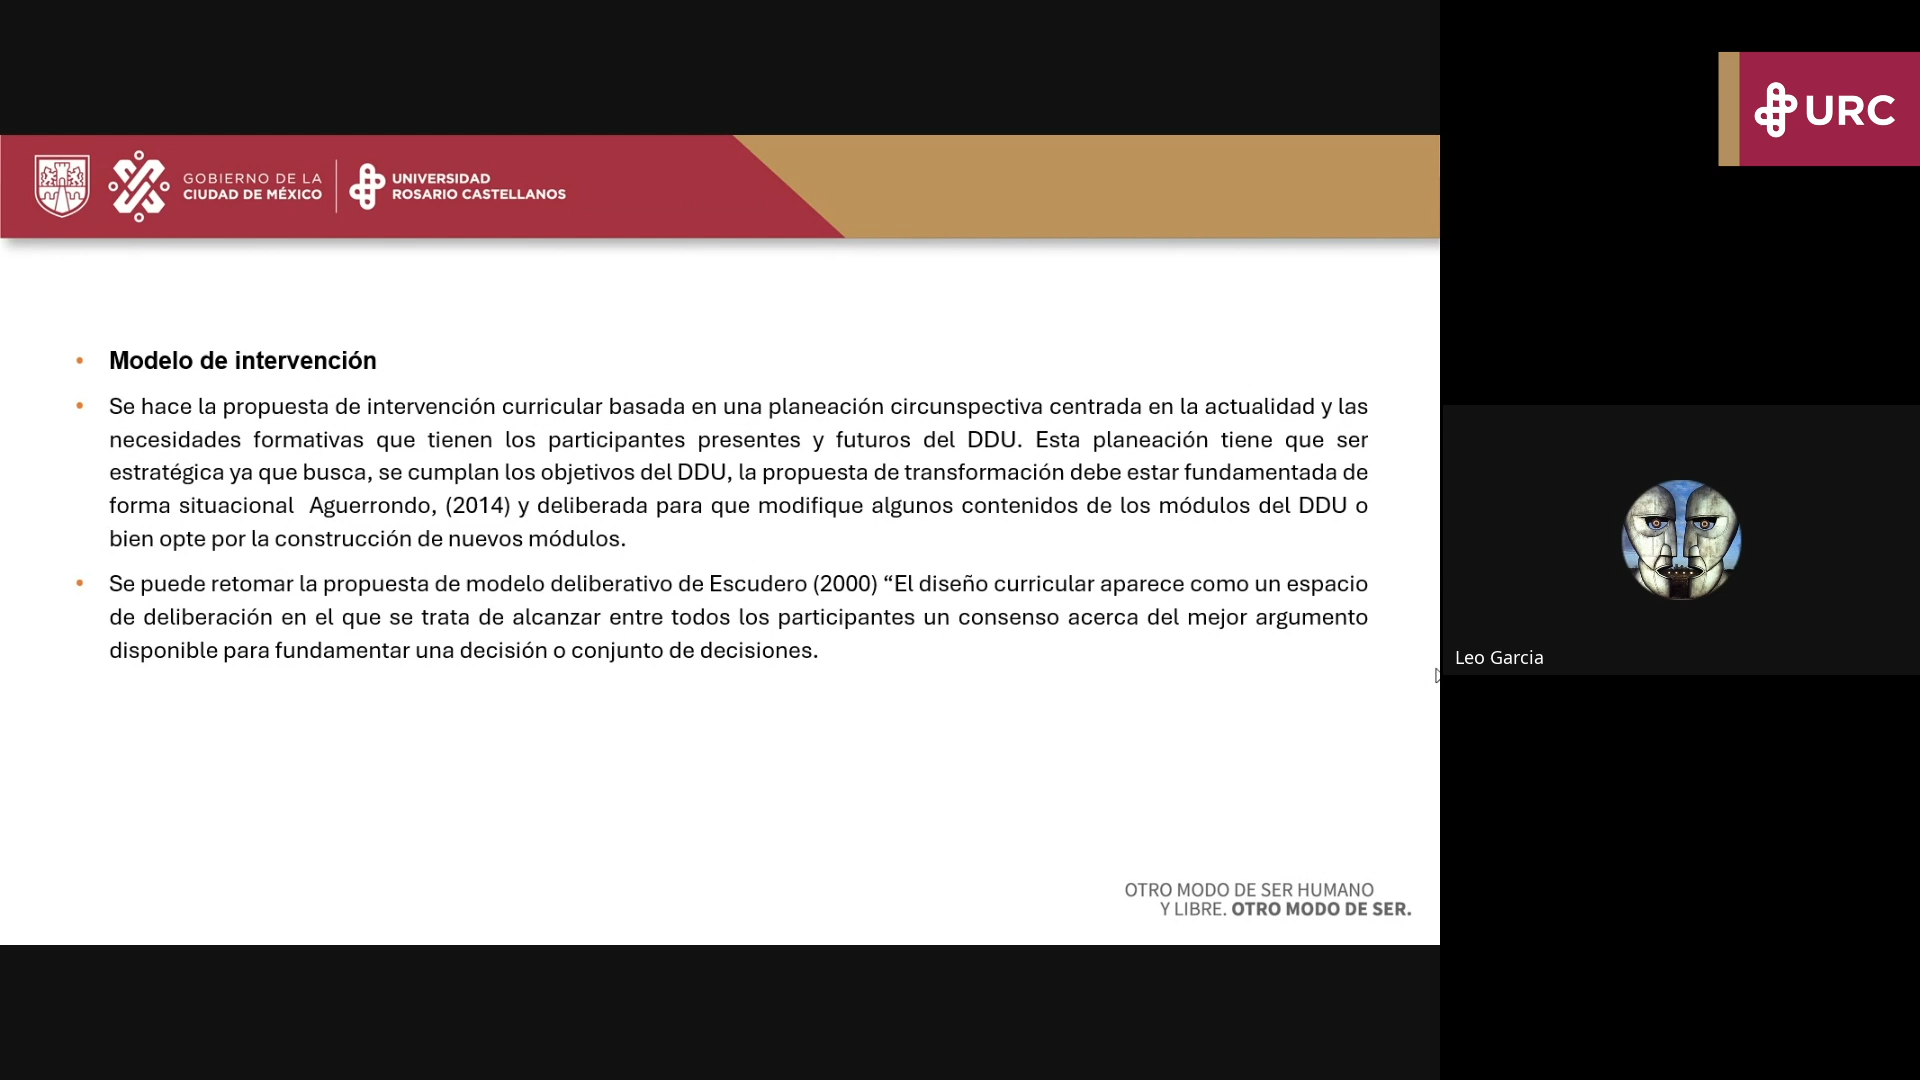 URC
GOBIERNO DE LA
CIUDAD DE MÉXICO
UNIVERSIDAD
ROSARIO CASTELLANOS
• Modelo de intervención
• Se hace la propuesta de intervención curricular basada en una planeación circunspectiva centrada en la actualidad y las
necesidades formativas que tienen los participantes presentes y futuros del DDU. Esta planeación tiene que ser
estratégica ya que busca, se cumplan los objetivos del DDU, la propuesta de transformación debe estar fundamentada de
forma situacional  Aguerrondo, (2014) y deliberada para que modifique algunos contenidos de los módulos del DDU o
bien opte por la construcción de nuevos módulos.
• Se puede retomar la propuesta de modelo deliberativo de Escudero (2000) “El diseño curricular aparece como un espacio
de deliberación en el que se trata de alcanzar entre todos los participantes un consenso acerca del mejor argumento
disponible para fundamentar una decisión o conjunto de decisiones.
Leo Garcia
OTRO MODO DE SER HUMANO
Y LIBRE. OTRO MODO DE SER.